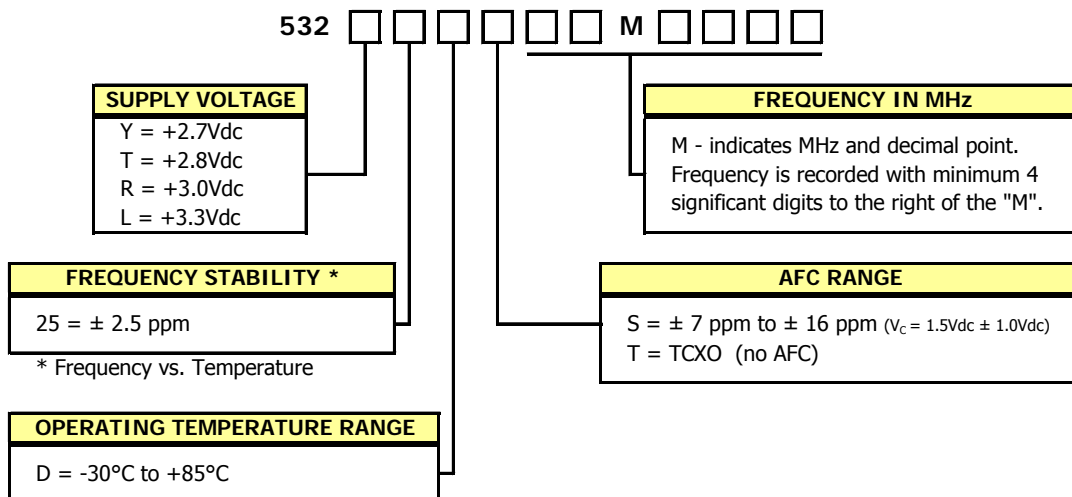 532 M
SUPPLY VOLTAGE
Y = +2.7Vdc
T = +2.8Vdc
R = +3.0Vdc
L = +3.3Vdc
FREQUENCY IN MHz
M - indicates MHz and decimal point.
Frequency is recorded with minimum 4
significant digits to the right of the "M".
FREQUENCY STABILITY *
25 = ± 2.5 ppm
* Frequency vs. Temperature
AFC RANGE
S = ± 7 ppm to ± 16 ppm (VC = 1.5Vdc ± 1.0Vdc)
T = TCXO (no AFC)
OPERATING TEMPERATURE RANGE
D = -30°C to +85°C